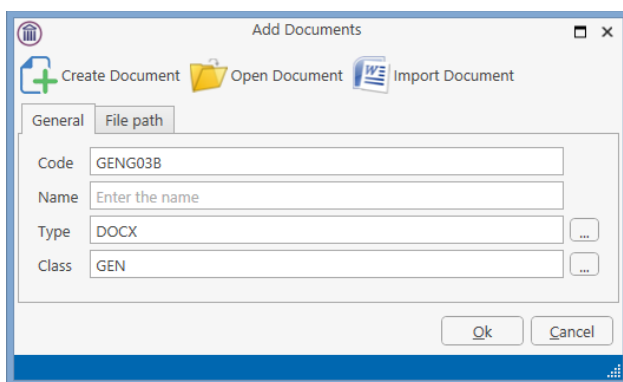 Add Documents
Create Document Open Document Import Document
General File path
Code GENG03B
Name Enter the name
Type DOCX ...
Class GEN ...
Ok Cancel